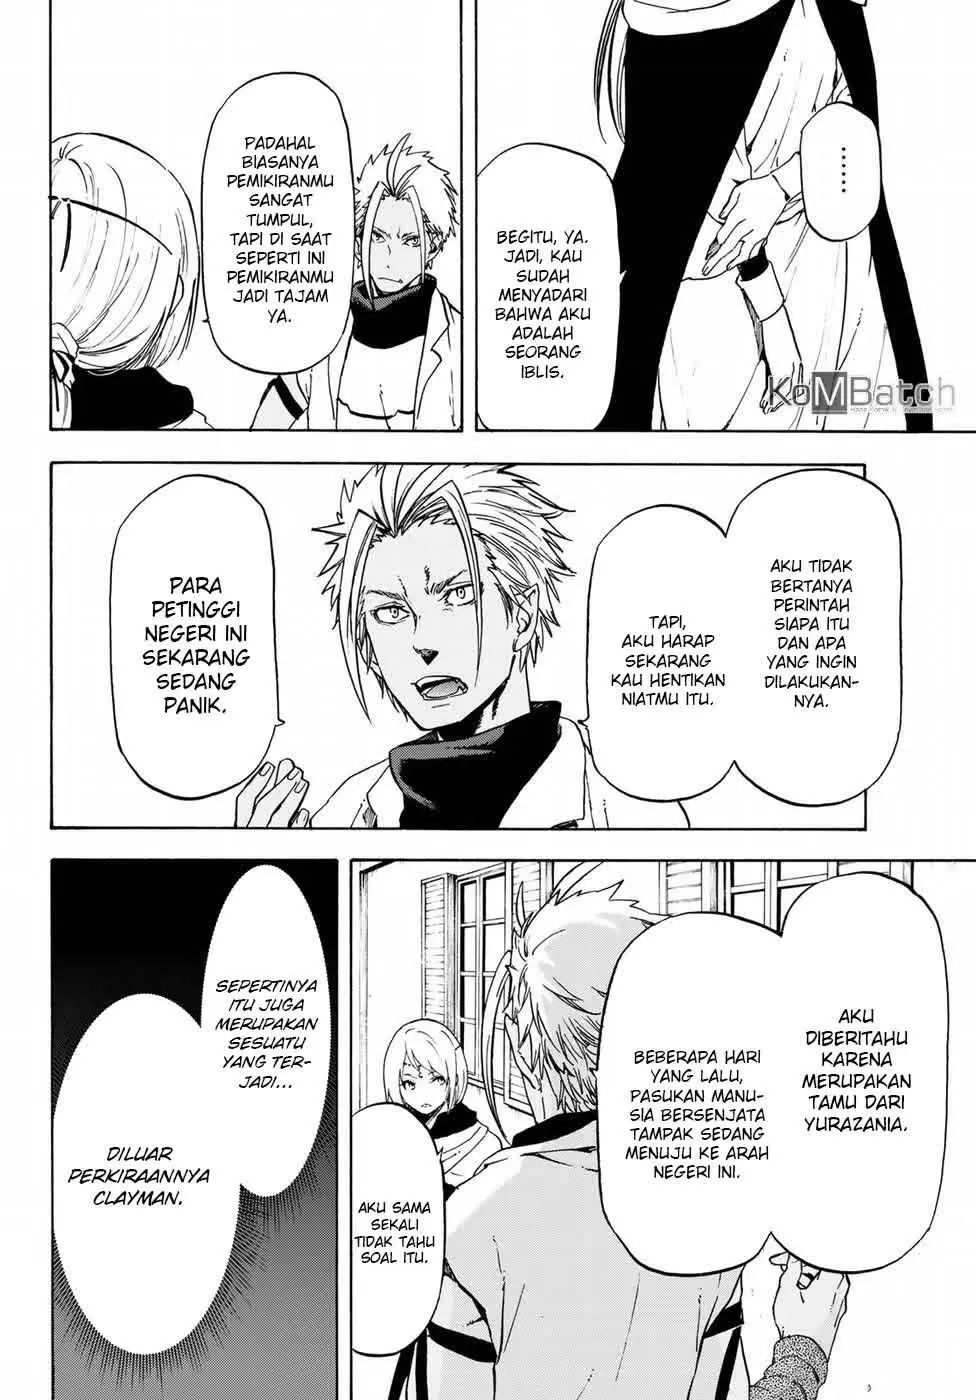 ........
BEGITU, YA.
JADI, KAU
SUDAH
MENYADARI
BAHWA AKU
ADALAH
SEORANG
IBLIS.
PADAHAL
BIASANYA
PEMIKIRANMU
SANGAT
TUMPUL,
TAPI DI SAAT
SEPERTI INI
PEMIKIRANMU
JADI TAJAM
YA.
KoMBatch
AKU TIDAK
BERTANYA
PERINTAH
SIAPA ITU
DAN APA
YANG INGIN
DILAKUKAN-
NYA.
TAPI,
AKU HARAP
SEKARANG
KAU HENTIKAN
NIATMU ITU.
PARA
PETINGGI
NEGERI INI
SEKARANG
SEDANG
PANIK.
AKU
DIBERITAHU
KARENA
MERUPAKAN
TAMU DARI
YURAZANIA.
BEBERAPA HARI
YANG LALU,
PASUKAN MANU-
SIA BERSENJATA
TAMPAK SEDANG
MENUJU KE ARAH
NEGERI INI.
AKU SAMA
SEKALI
TIDAK TAHU
SOAL ITU.
SEPERTINYA
ITU JUGA
MERUPAKAN
SESUATU
YANG TER-
JADI...
DILUAR
PERKIRAANNYA
CLAYMAN.